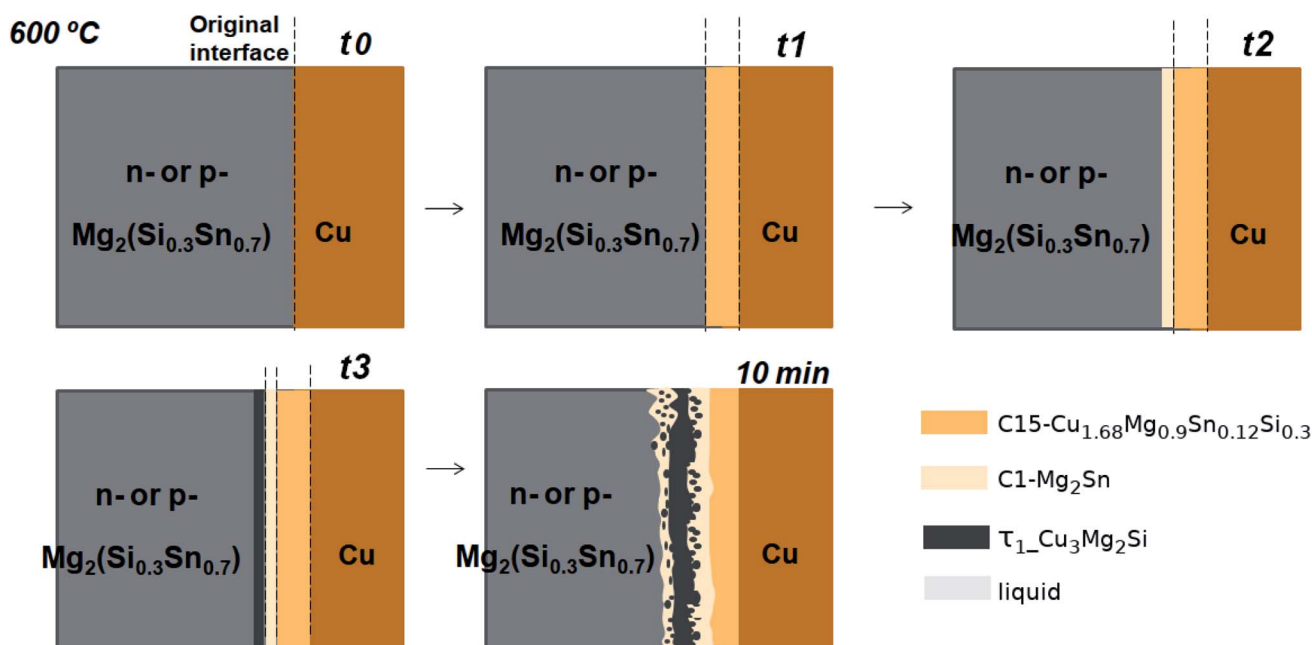 600 ºC
Original
interface
t0
n- or p-
Mg₂(Si₀.₃Sn₀.₇)
Cu
t1
n- or p-
Mg₂(Si₀.₃Sn₀.₇)
Cu
t2
n- or p-
Mg₂(Si₀.₃Sn₀.₇)
Cu
t3
n- or p-
Mg₂(Si₀.₃Sn₀.₇)
Cu
10 min
n- or p-
Mg₂(Si₀.₃Sn₀.₇)
Cu
C15-Cu₁.₆₈Mg₀.₉Sn₀.₁₂Si₀.₃
C1-Mg₂Sn
τ₁_Cu₃Mg₂Si
liquid